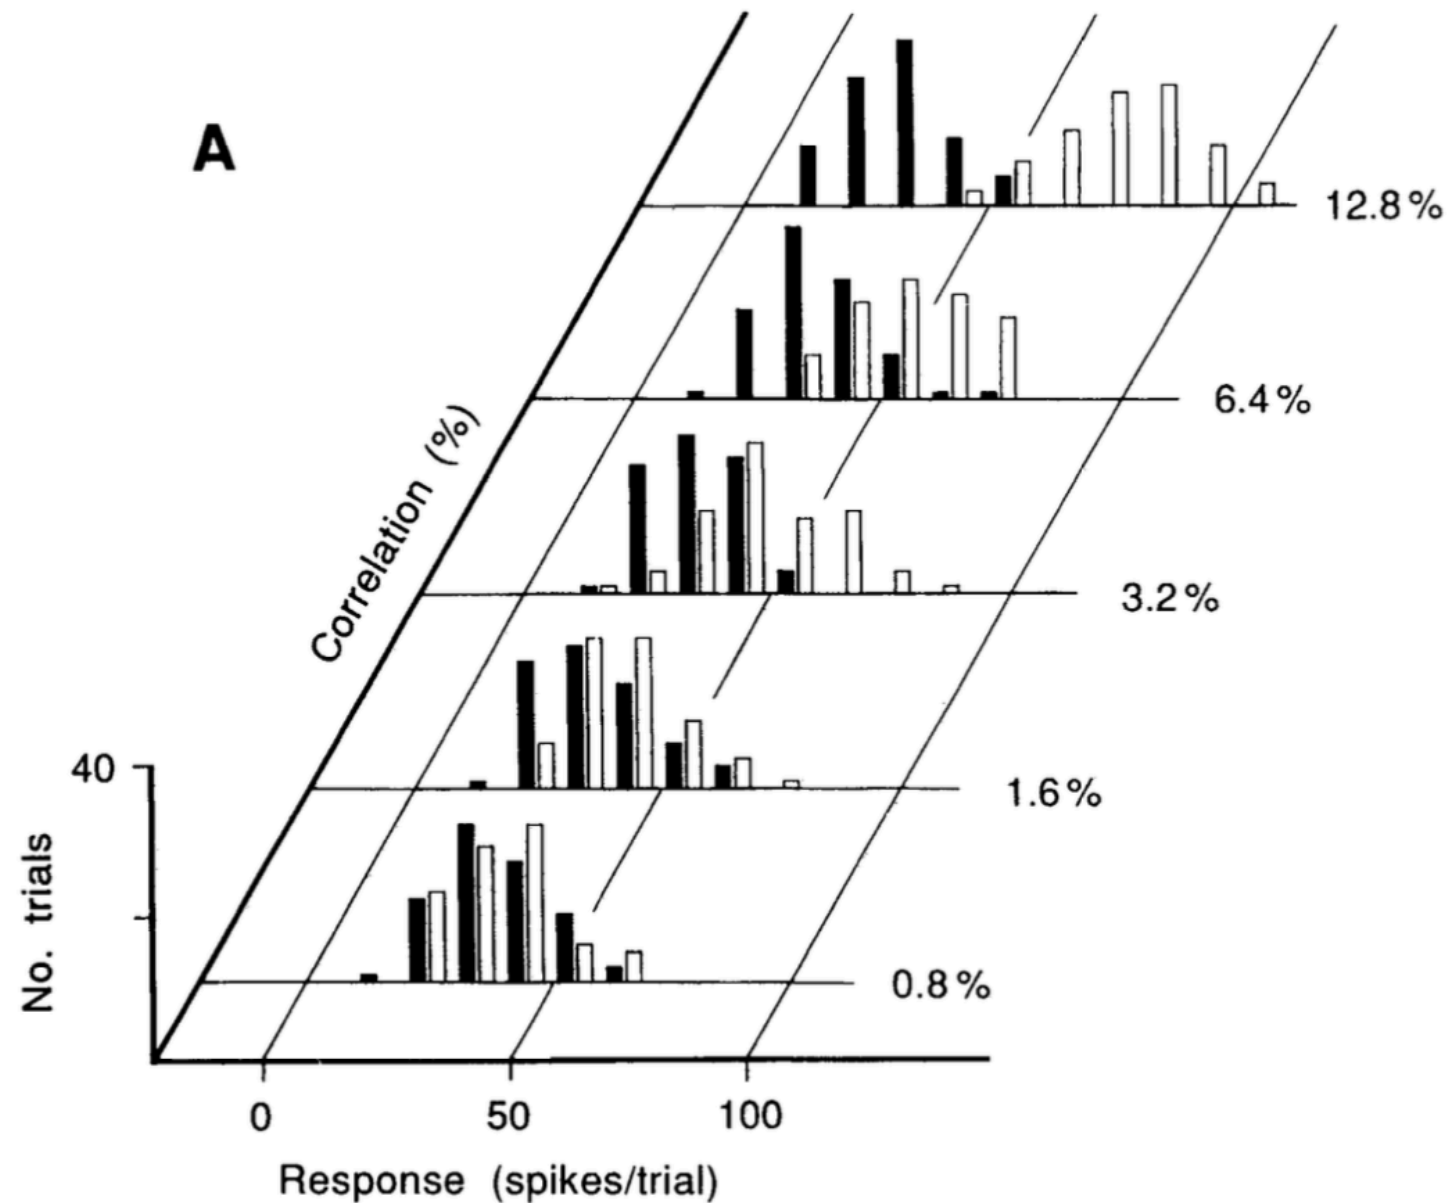 A
12.8%
6.4%
Correlation (%)
3.2%
40
1.6%
No. trials
0.8%
0 50 100
Response (spikes/trial)